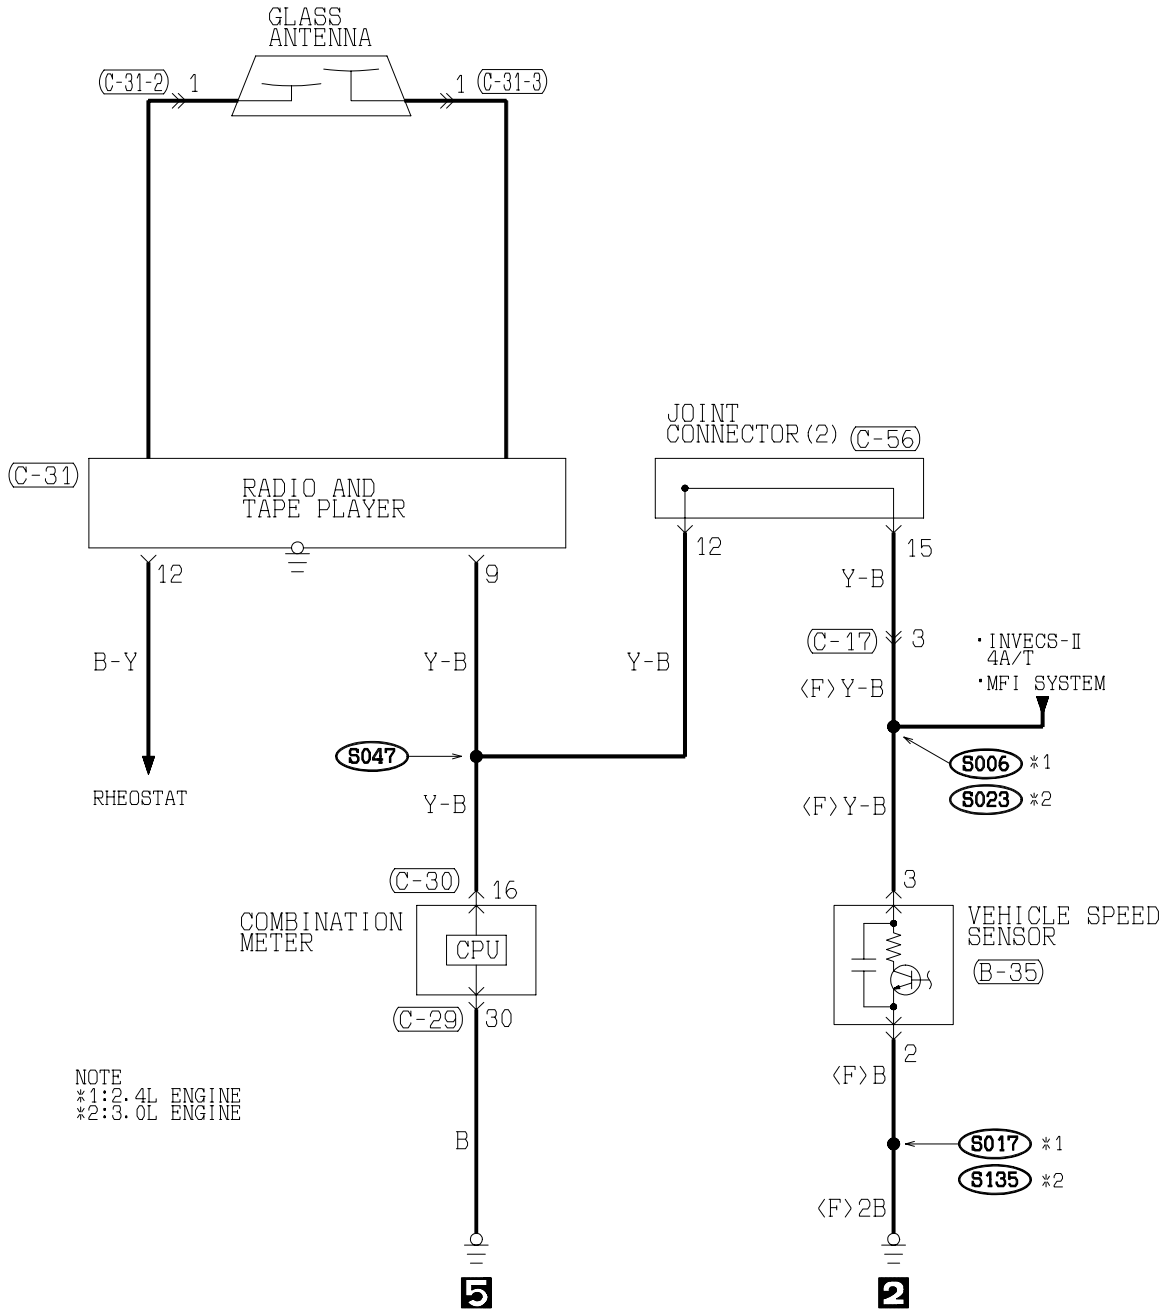 GLASS
ANTENNA
(C-31-2) 1
1 (C-31-3)
JOINT
CONNECTOR(2) (C-56)
(C-31)
RADIO AND
TAPE PLAYER
12
9
12
15
Y-B
(C-17) 3
·INVECS-Ⅱ
4A/T
·MFI SYSTEM
B-Y
Y-B
Y-B
<F>Y-B
S047
S006 *1
S023 *2
RHEOSTAT
Y-B
<F>Y-B
(C-30) 16
3
COMBINATION
METER
CPU
VEHICLE SPEED
SENSOR
(B-35)
(C-29) 30
2
<F>B
NOTE
*1:2.4L ENGINE
*2:3.0L ENGINE
B
S017 *1
S135 *2
<F>2B
5
2